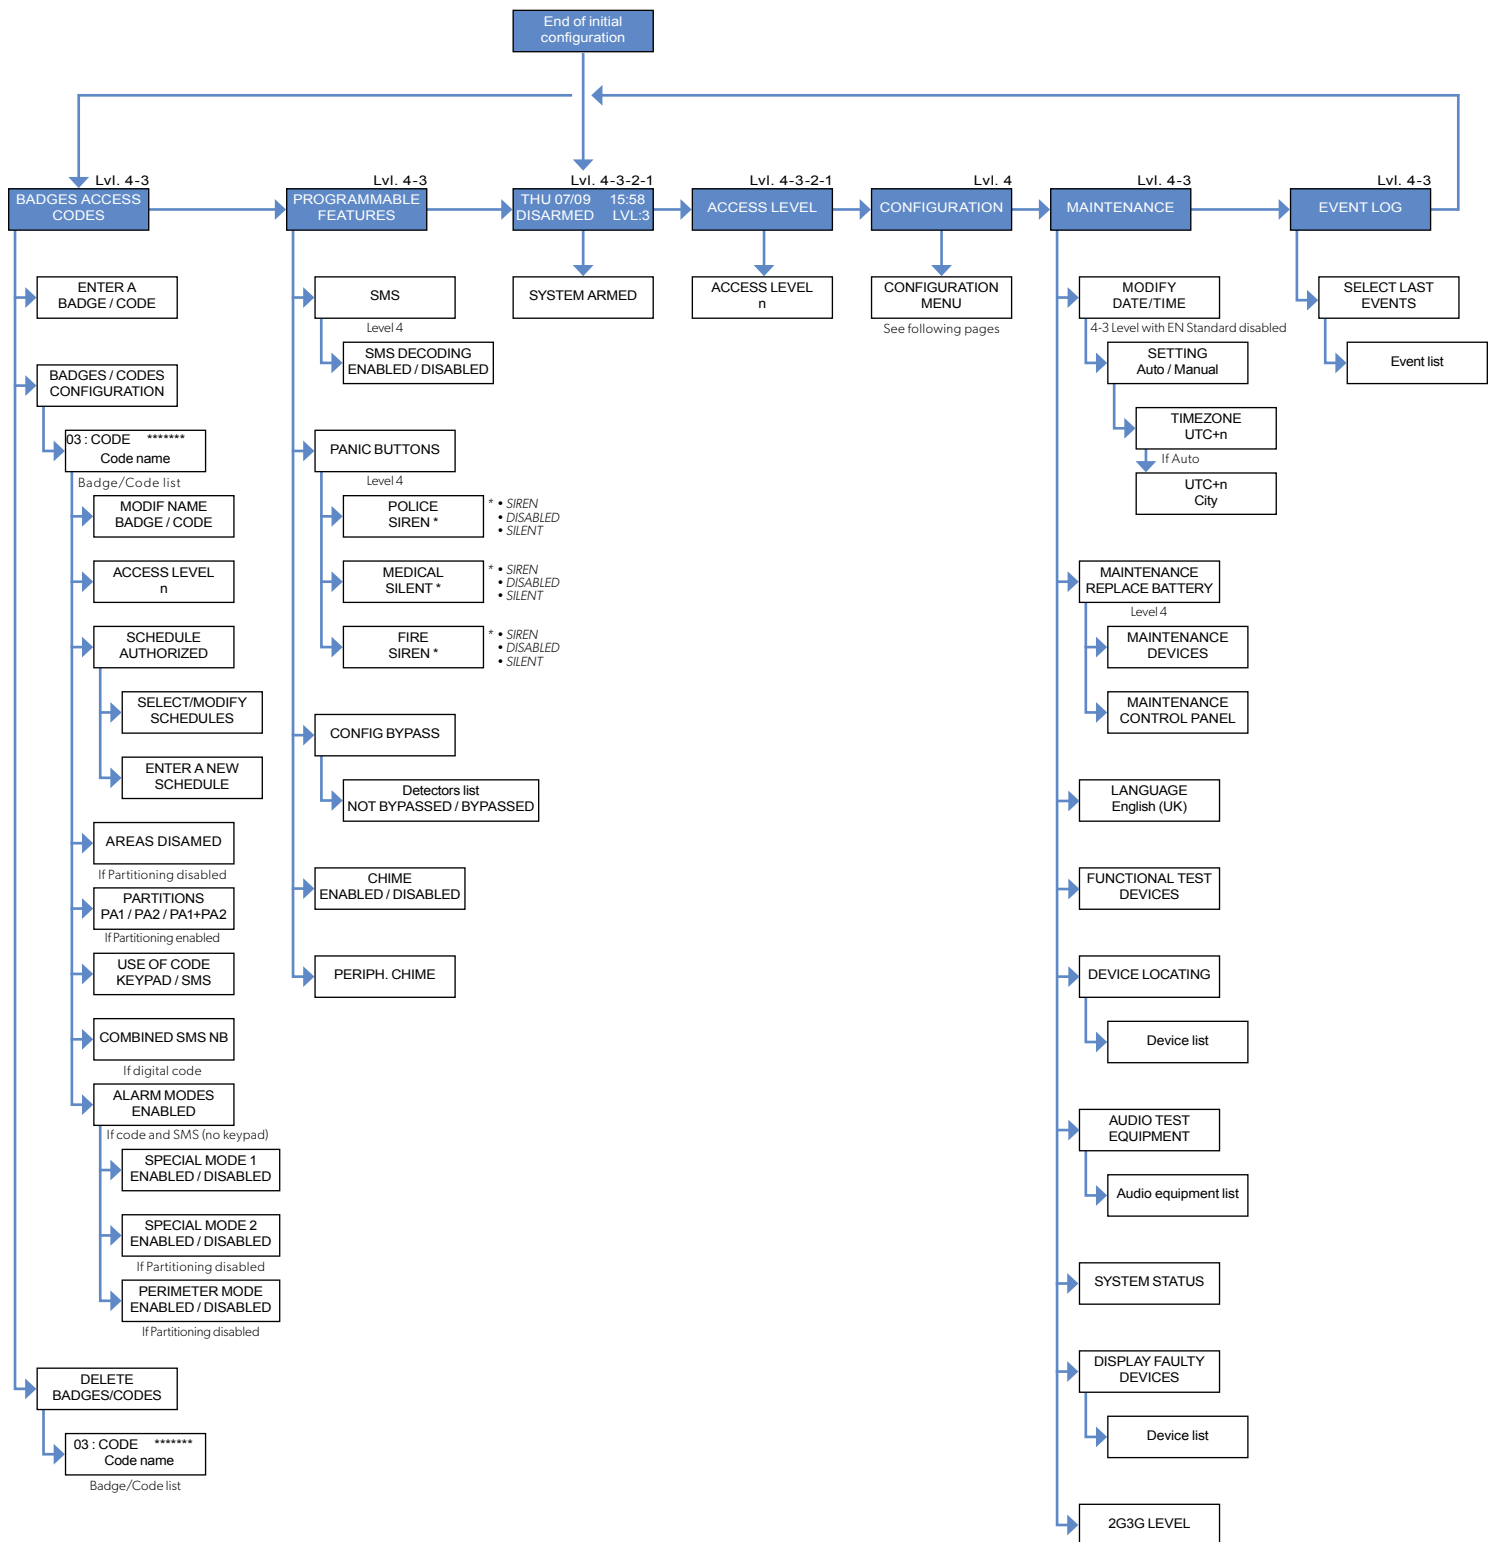 End of initial
configuration
Lvl. 4-3
BADGES ACCESS
CODES
Lvl. 4-3
PROGRAMMABLE
FEATURES
Lvl. 4-3-2-1
THU 07/09 15:58
DISARMED LVL:3
Lvl. 4-3-2-1
ACCESS LEVEL
Lvl. 4
CONFIGURATION
Lvl. 4-3
MAINTENANCE
Lvl. 4-3
EVENT LOG
ENTER A
BADGE / CODE
BADGES / CODES
CONFIGURATION
03 : CODE *******
Code name
Badge/Code list
MODIF NAME
BADGE / CODE
ACCESS LEVEL
n
SCHEDULE
AUTHORIZED
SELECT/MODIFY
SCHEDULES
ENTER A NEW
SCHEDULE
AREAS DISAMED
If Partitioning disabled
PARTITIONS
PA1 / PA2 / PA1+PA2
If Partitioning enabled
USE OF CODE
KEYPAD / SMS
COMBINED SMS NB
If digital code
ALARM MODES
ENABLED
If code and SMS (no keypad)
SPECIAL MODE 1
ENABLED / DISABLED
SPECIAL MODE 2
ENABLED / DISABLED
If Partitioning disabled
PERIMETER MODE
ENABLED / DISABLED
If Partitioning disabled
DELETE
BADGES/CODES
03 : CODE *******
Code name
Badge/Code list
SMS
Level 4
SMS DECODING
ENABLED / DISABLED
PANIC BUTTONS
Level 4
POLICE
SIREN *
* • SIREN
• DISABLED
• SILENT
MEDICAL
SILENT *
* • SIREN
• DISABLED
• SILENT
FIRE
SIREN *
* • SIREN
• DISABLED
• SILENT
CONFIG BYPASS
Detectors list
NOT BYPASSED / BYPASSED
CHIME
ENABLED / DISABLED
PERIPH. CHIME
SYSTEM ARMED
ACCESS LEVEL
n
CONFIGURATION
MENU
See following pages
MODIFY
DATE/TIME
4-3 Level with EN Standard disabled
SETTING
Auto / Manual
TIMEZONE
UTC+n
If Auto
UTC+n
City
MAINTENANCE
REPLACE BATTERY
Level 4
MAINTENANCE
DEVICES
MAINTENANCE
CONTROL PANEL
LANGUAGE
English (UK)
FUNCTIONAL TEST
DEVICES
DEVICE LOCATING
Device list
AUDIO TEST
EQUIPMENT
Audio equipment list
SYSTEM STATUS
DISPLAY FAULTY
DEVICES
Device list
2G3G LEVEL
SELECT LAST
EVENTS
Event list